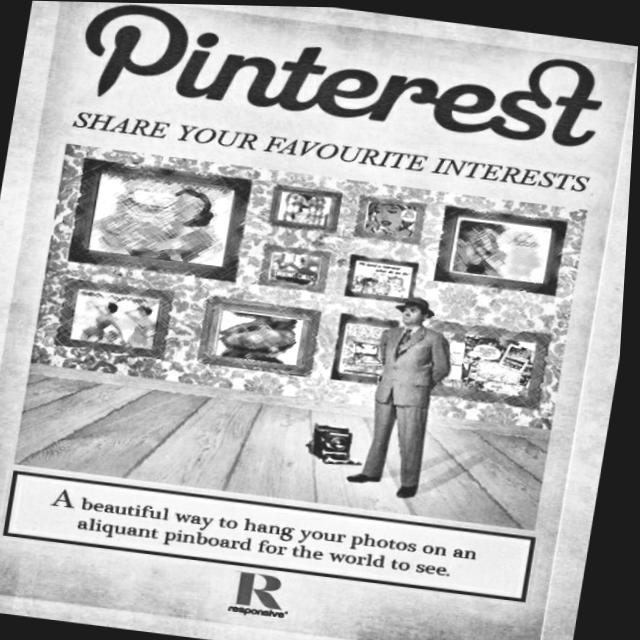 Pinterest
SHARE YOUR FAVOURITE INTERESTS
A beautiful way to hang your photos on an
aliquant pinboard for the world to see.
R
responsive